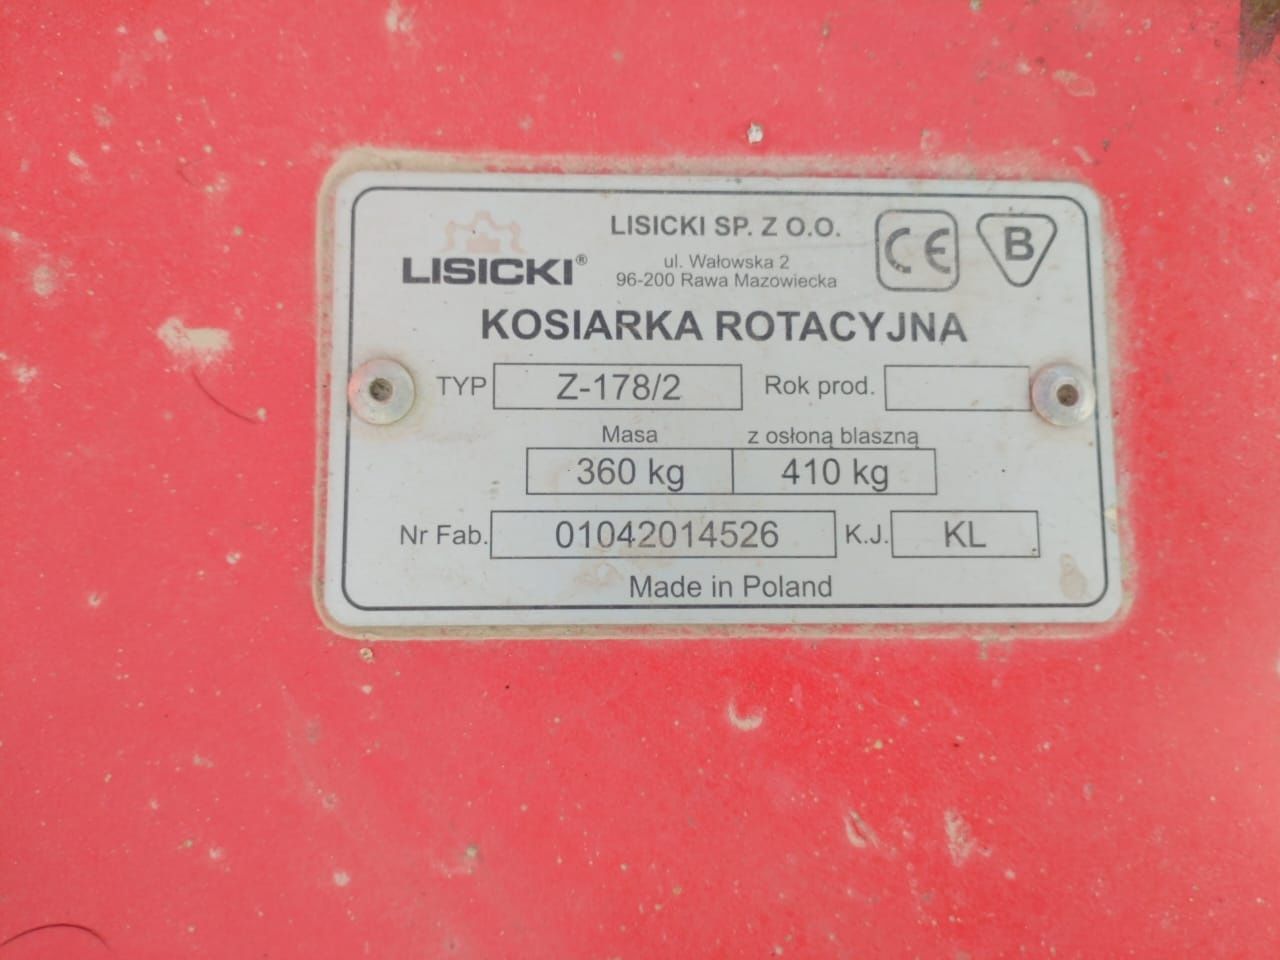 LISICKI®
LISICKI SP. Z O.O.
ul. Wałowska 2
96-200 Rawa Mazowiecka
CE
B
KOSIARKA ROTACYJNA
TYP Z-178/2 Rok prod.
Masa z osłoną blaszną
360 kg 410 kg
Nr Fab. 01042014526 K.J. KL
Made in Poland